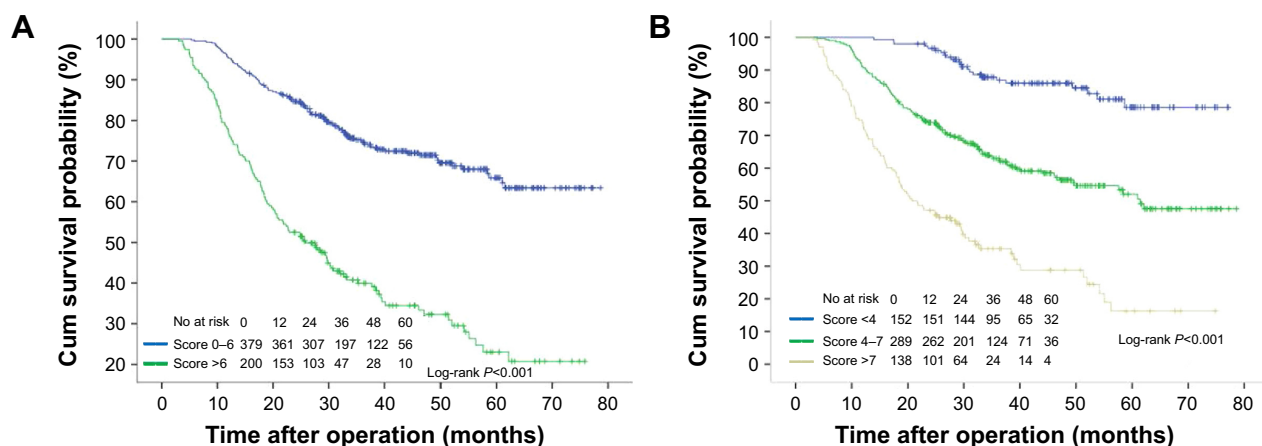 A
Cum survival probability (%)
100
90
80
70
60
50
40
30
20
No at risk 0 12 24 36 48 60
Score 0–6 379 361 307 197 122 56
Score >6 200 153 103 47 28 10
Log-rank P<0.001
0 10 20 30 40 50 60 70 80
Time after operation (months)
B
Cum survival probability (%)
100
90
80
70
60
50
40
30
20
10
0
No at risk 0 12 24 36 48 60
Score <4 152 151 144 95 65 32
Score 4–7 289 262 201 124 71 36
Score >7 138 101 64 24 14 4
Log-rank P<0.001
0 10 20 30 40 50 60 70 80
Time after operation (months)